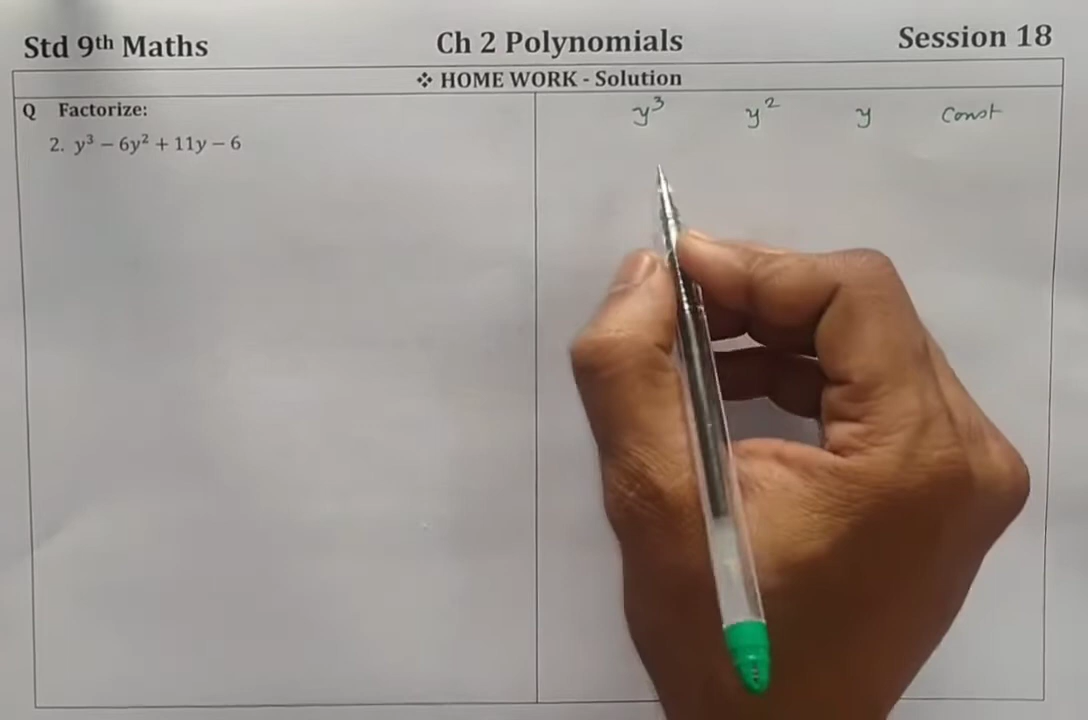 Std 9th Maths Ch 2 Polynomials Session 18
❖ HOME WORK - Solution
Q Factorize:
2. y³ – 6y² + 11y – 6
y³ y² y Const